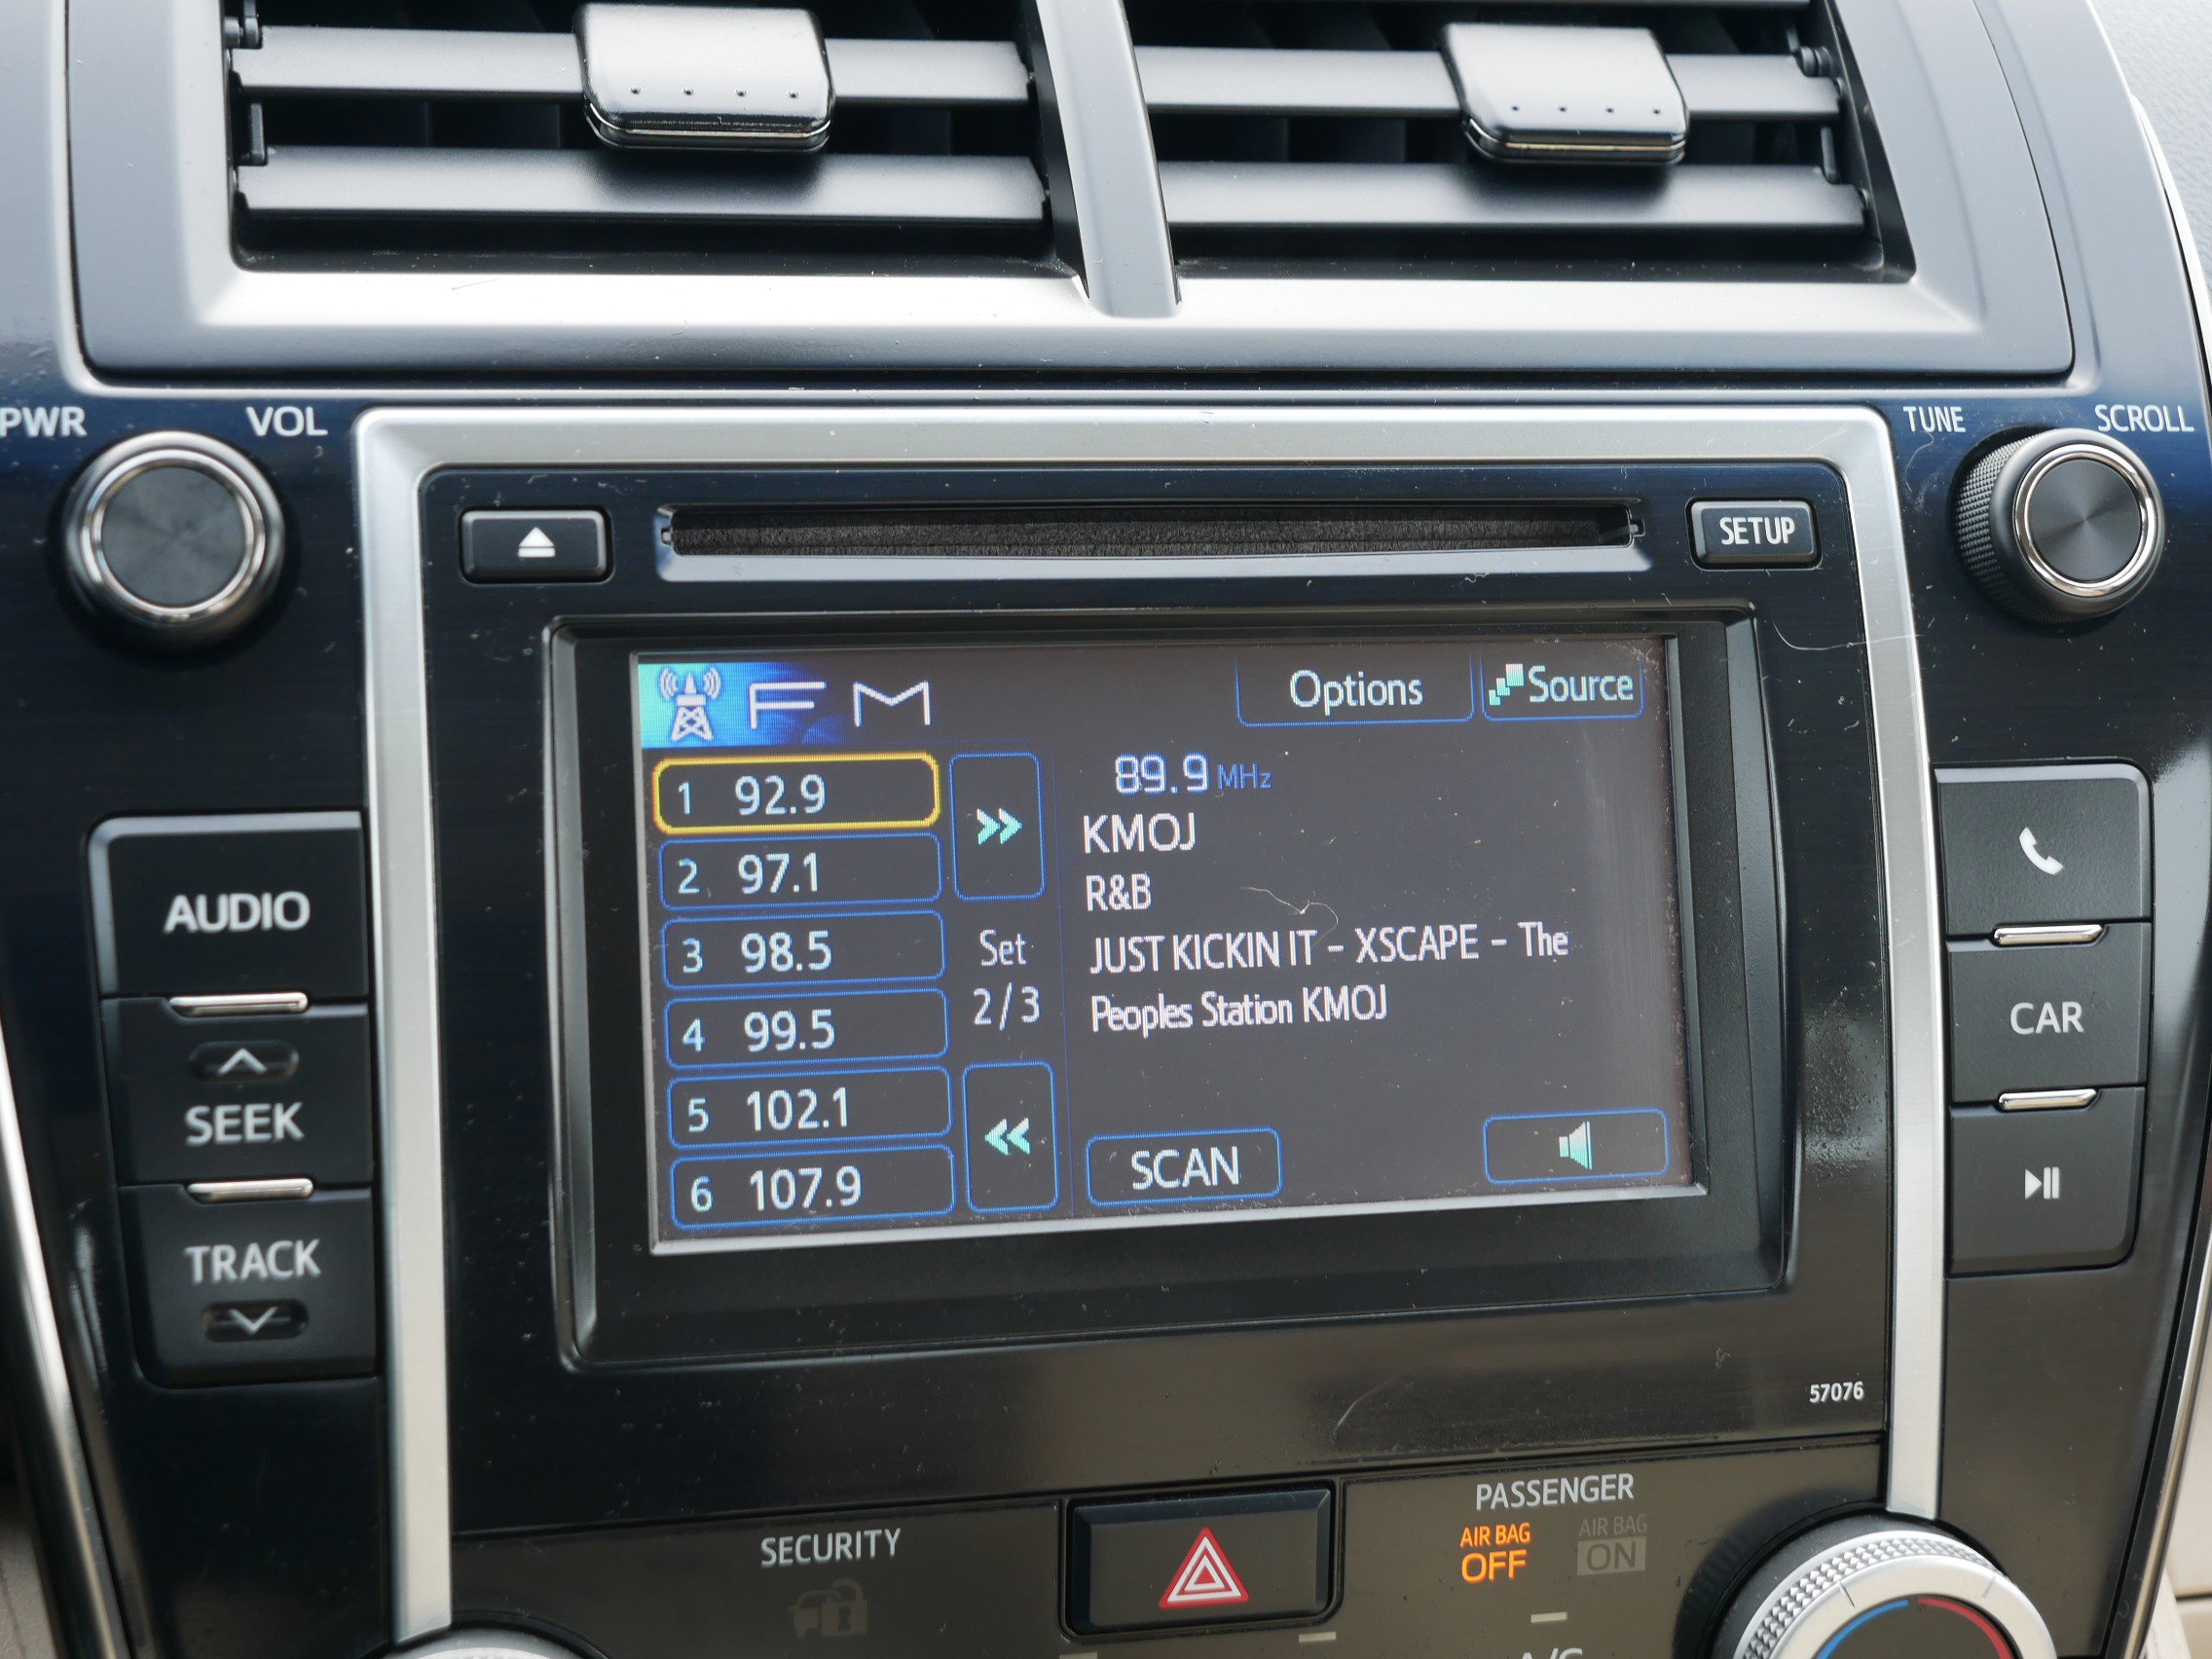 PWR VOL
TUNE SCROLL
SETUP
FM
Options
Source
1 92.9
2 97.1
3 98.5
4 99.5
5 102.1
6 107.9
Set
2/3
89.9 MHz
KMOJ
R&B
JUST KICKIN IT - XSCAPE - The
Peoples Station KMOJ
SCAN
AUDIO
SEEK
TRACK
CAR
57076
SECURITY
PASSENGER
AIR BAG
OFF
AIR BAG
ON
A/C